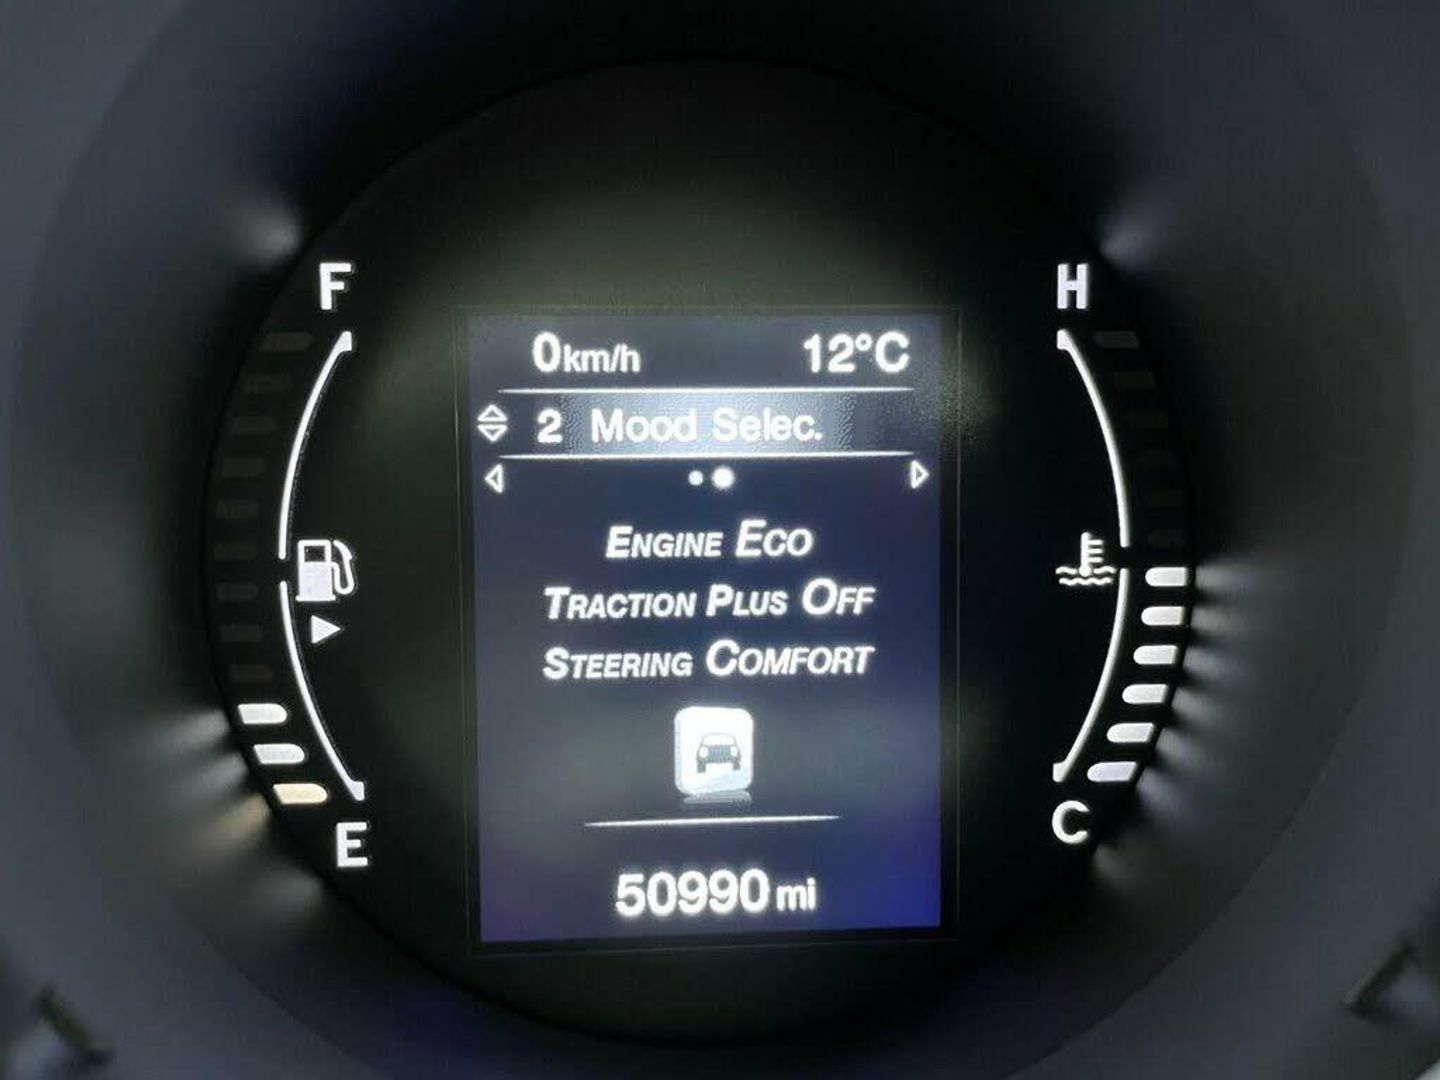 F
H
0km/h 12°C
2 Mood Selec.
ENGINE ECO
TRACTION PLUS OFF
STEERING COMFORT
E
C
50990 mi